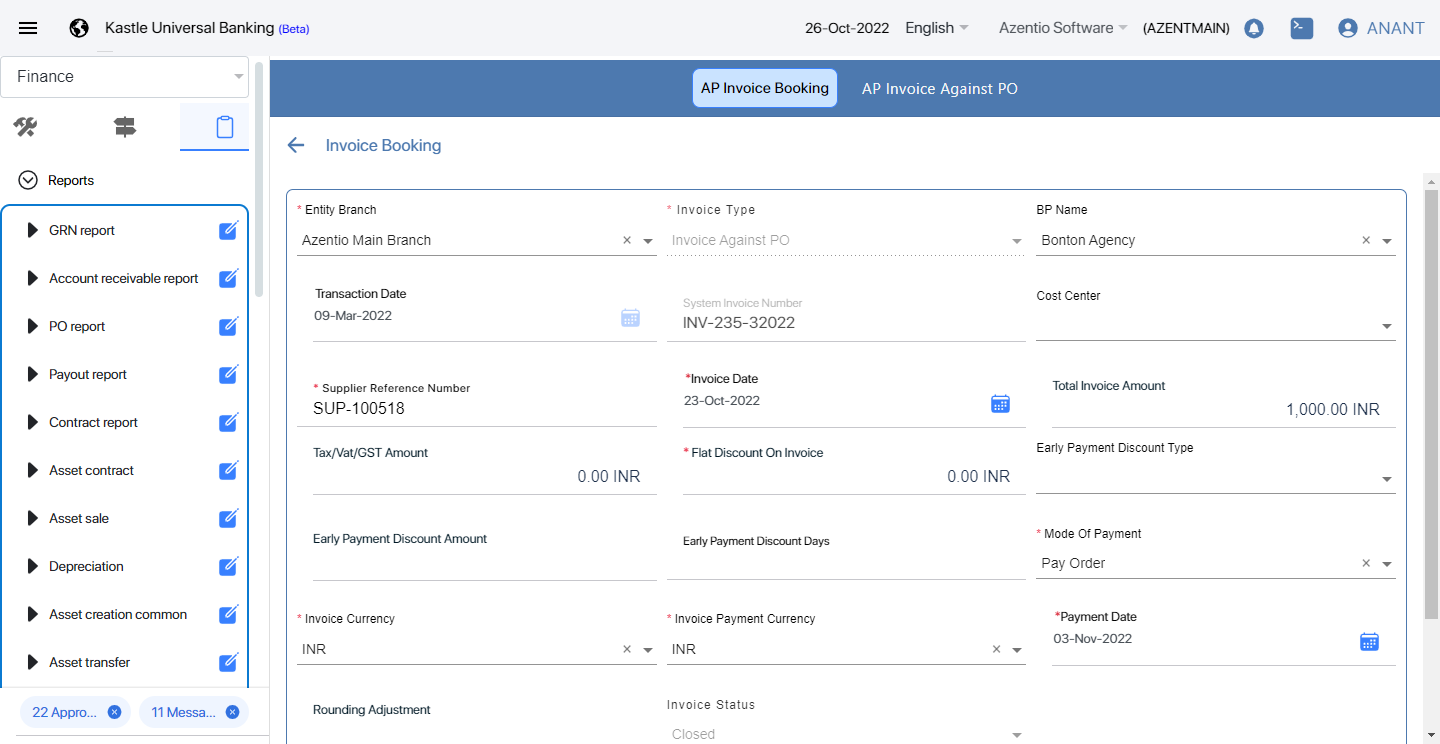 Kastle Universal Banking (Beta)
26-Oct-2022 English Azentio Software (AZENTMAIN) ANANT
Finance
Reports
GRN report
Account receivable report
PO report
Payout report
Contract report
Asset contract
Asset sale
Depreciation
Asset creation common
Asset transfer
22 Appro... 11 Messa...
AP Invoice Booking AP Invoice Against PO
Invoice Booking
* Entity Branch * Invoice Type BP Name
Azentio Main Branch × Invoice Against PO Bonton Agency ×
Transaction Date System Invoice Number Cost Center
09-Mar-2022 INV-235-32022
* Supplier Reference Number *Invoice Date Total Invoice Amount
SUP-100518 23-Oct-2022 1,000.00 INR
Tax/Vat/GST Amount * Flat Discount On Invoice Early Payment Discount Type
0.00 INR 0.00 INR
Early Payment Discount Amount Early Payment Discount Days * Mode Of Payment
Pay Order ×
* Invoice Currency * Invoice Payment Currency *Payment Date
INR × INR × 03-Nov-2022
Rounding Adjustment Invoice Status
Closed